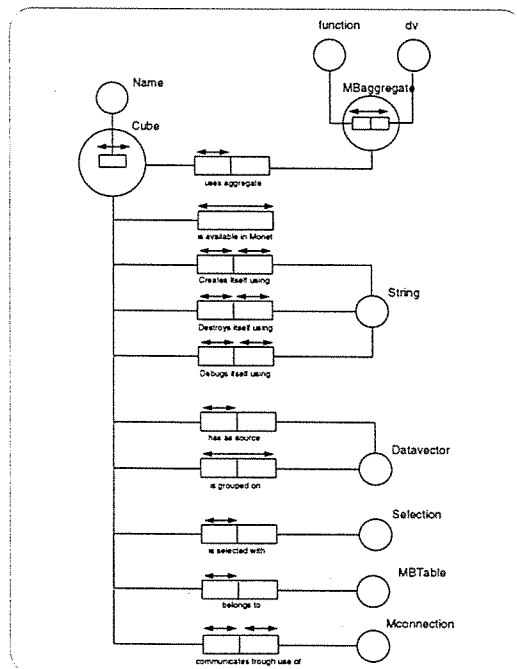 function dv
Name
MBaggregate
Cube
uses aggregate
is available in Monet
Creates itself using
String
Destroys itself using
Debugs itself using
has as source
Datavector
is grouped on
Selection
is selected with
MBTable
belongs to
Mconnection
communicates trough use of